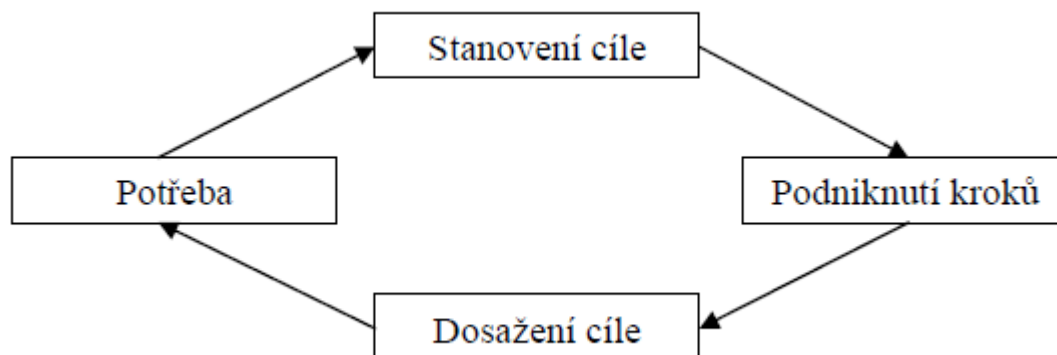 Stanovení cíle
Potřeba
Podniknutí kroků
Dosažení cíle